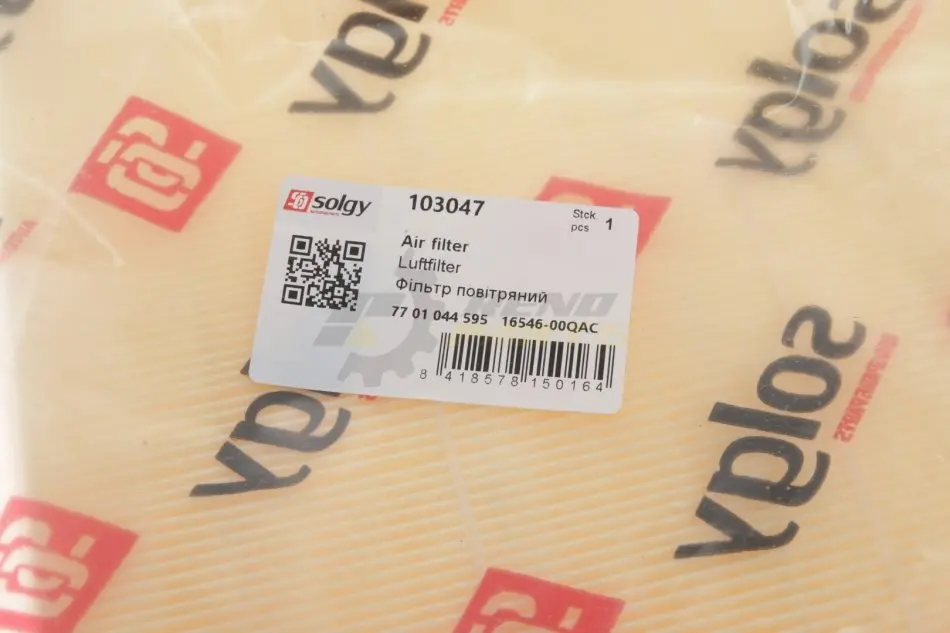 solgy
solgy
solgy
103047
Stck
pcs 1
Air filter
Luftfilter
Фільтр повітряний
77 01 044 595 16546-00QAC
8 418578 150164
solgy
solgy